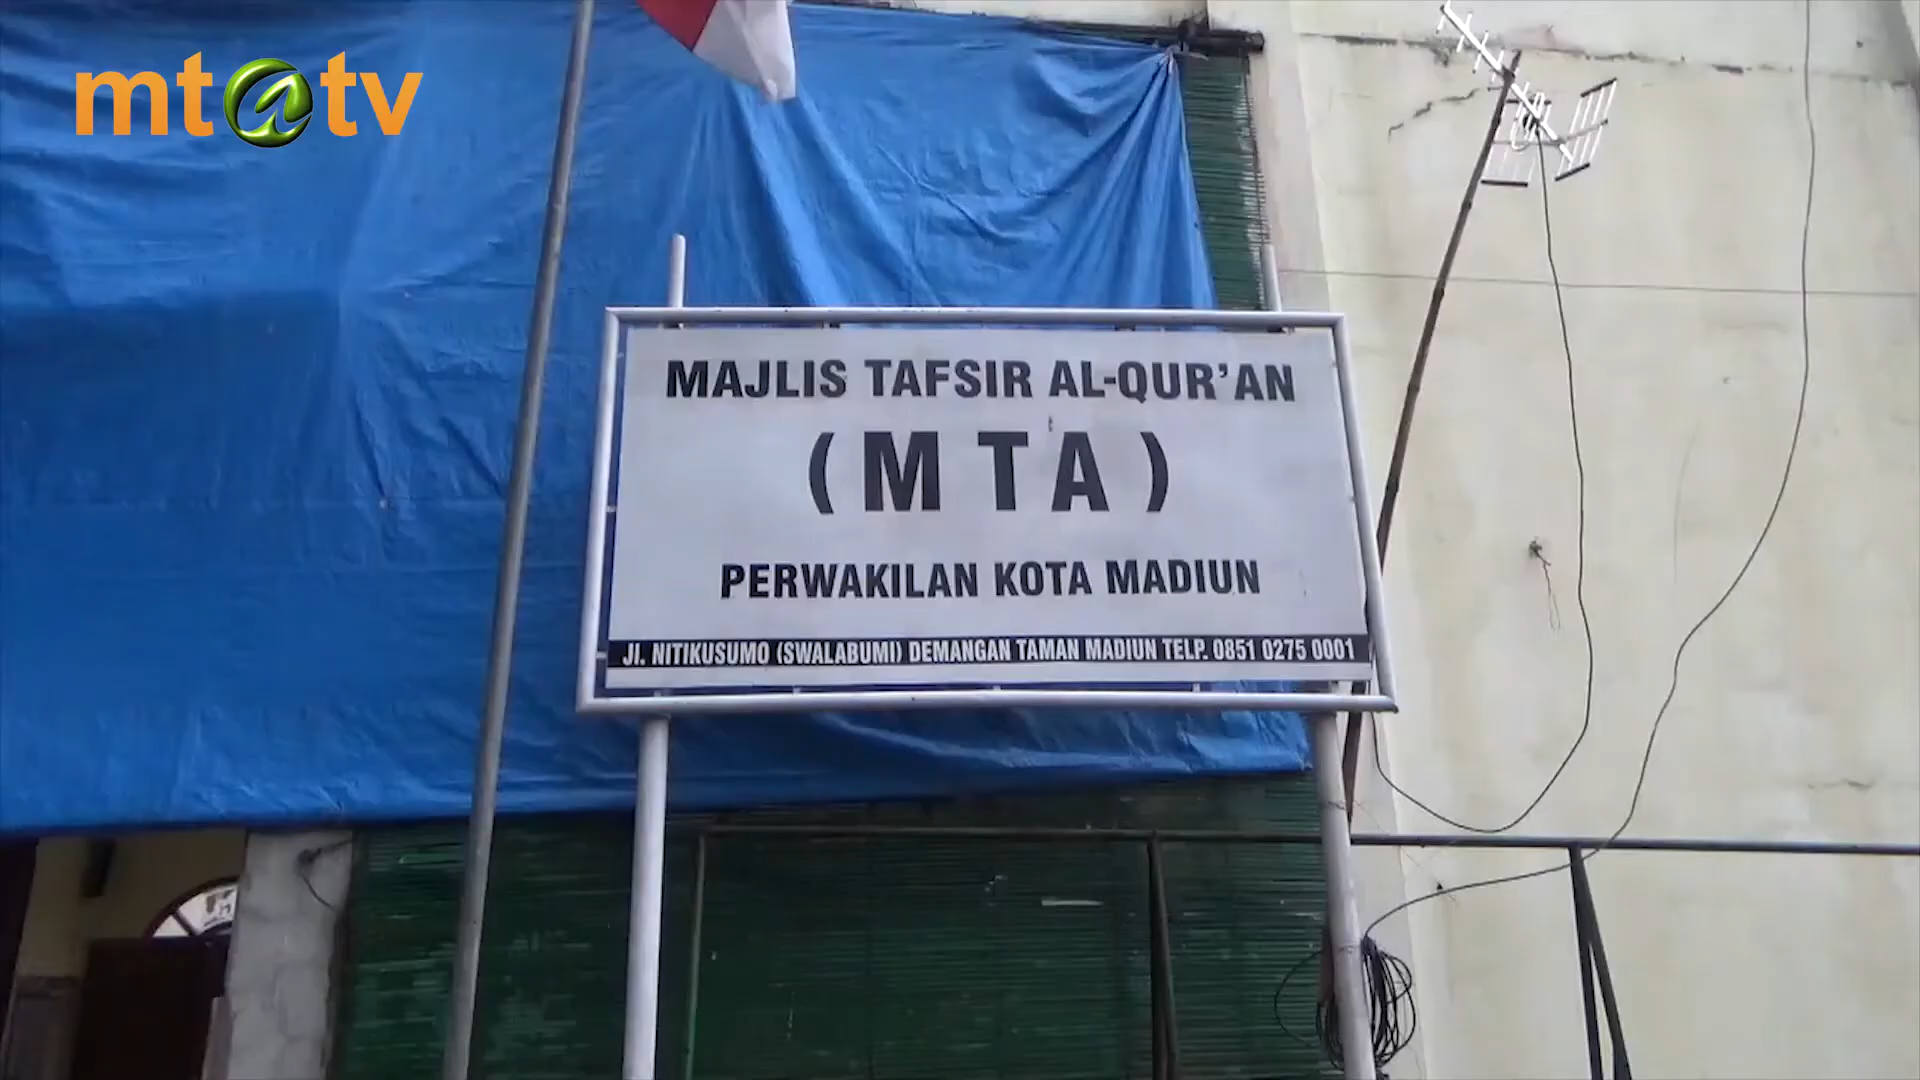 mt@tv
MAJLIS TAFSIR AL-QUR'AN
(MTA)
PERWAKILAN KOTA MADIUN
Jl. NITIKUSUMO (SWALABUMI) DEMANGAN TAMAN MADIUN TELP. 0851 0275 0001